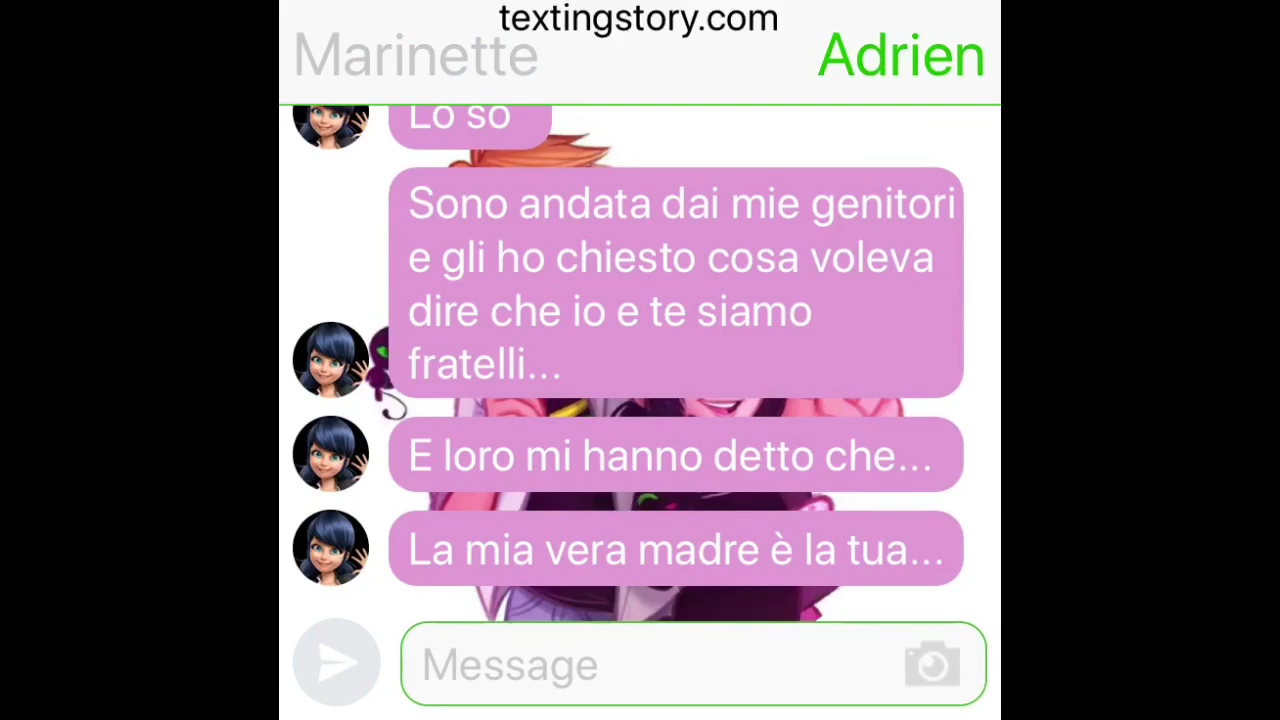 textingstory.com
Marinette
Adrien
Lo so
Sono andata dai mie genitori
e gli ho chiesto cosa voleva
dire che io e te siamo
fratelli...
E loro mi hanno detto che...
La mia vera madre è la tua...
Message